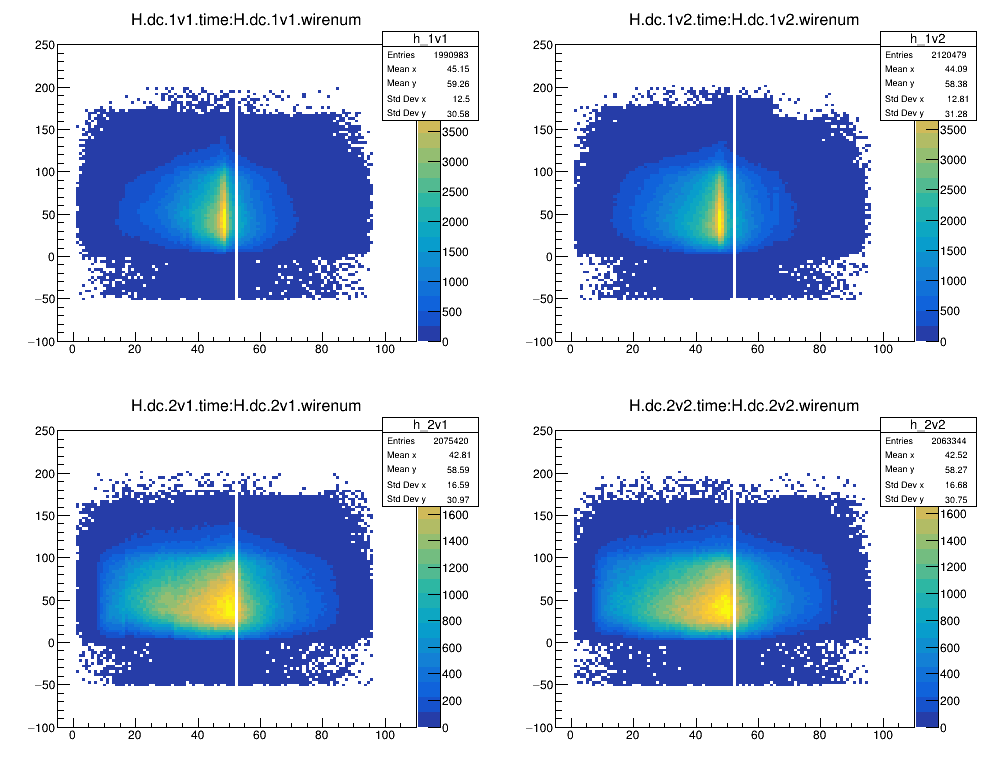 H.dc.1v1.time:H.dc.1v1.wirenum
h_1v1
Entries 1990983
Mean x 45.15
Mean y 59.26
Std Dev x 12.5
Std Dev y 30.58
250
200
150
100
50
0
−50
−100
0 20 40 60 80 100
3500
3000
2500
2000
1500
1000
500
0
H.dc.1v2.time:H.dc.1v2.wirenum
h_1v2
Entries 2120479
Mean x 44.09
Mean y 58.38
Std Dev x 12.81
Std Dev y 31.28
250
200
150
100
50
0
−50
−100
0 20 40 60 80 100
3500
3000
2500
2000
1500
1000
500
0
H.dc.2v1.time:H.dc.2v1.wirenum
h_2v1
Entries 2075420
Mean x 42.81
Mean y 58.59
Std Dev x 16.59
Std Dev y 30.97
250
200
150
100
50
0
−50
−100
0 20 40 60 80 100
1600
1400
1200
1000
800
600
400
200
0
H.dc.2v2.time:H.dc.2v2.wirenum
h_2v2
Entries 2063344
Mean x 42.52
Mean y 58.27
Std Dev x 16.68
Std Dev y 30.75
250
200
150
100
50
0
−50
−100
0 20 40 60 80 100
1600
1400
1200
1000
800
600
400
200
0